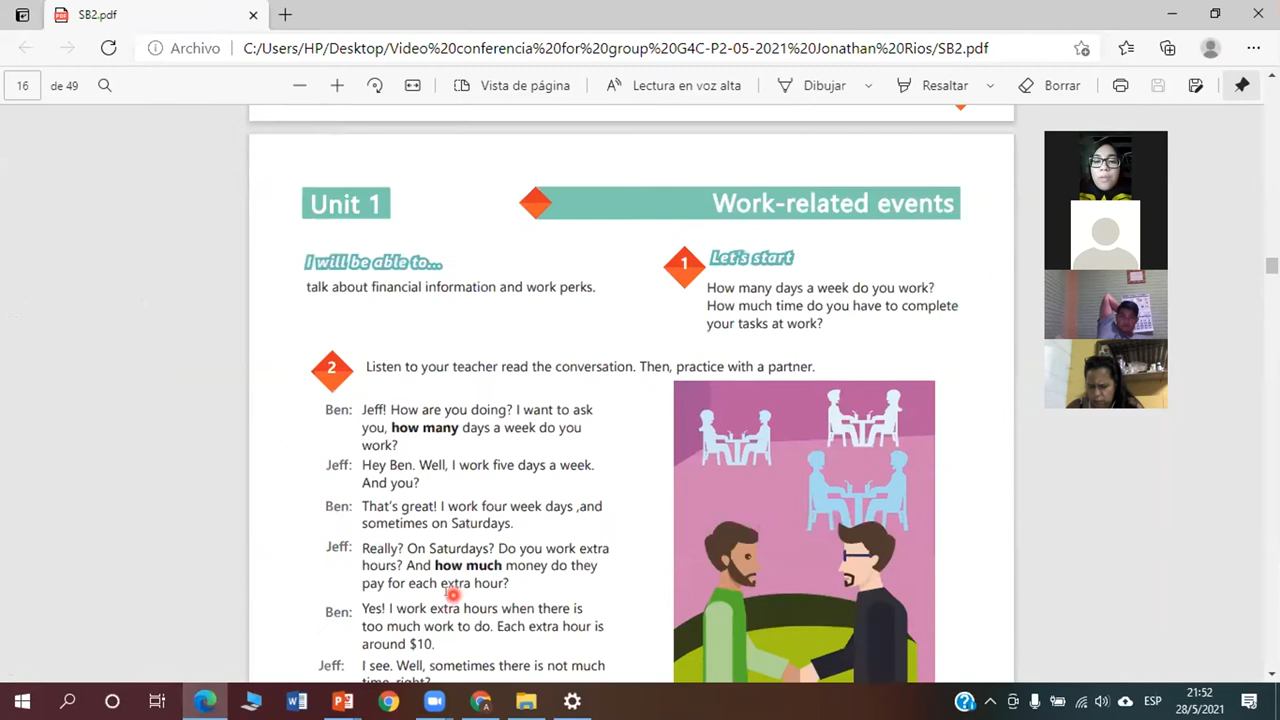 SB2.pdf
Archivo C:/Users/HP/Desktop/Video%20conferencia%20for%20group%20G4C-P2-05-2021%20Jonathan%20Rios/SB2.pdf
16 de 49 Vista de página Lectura en voz alta Dibujar Resaltar Borrar
Unit 1
Work-related events
I will be able to...
talk about financial information and work perks.
1 Let's start
How many days a week do you work?
How much time do you have to complete
your tasks at work?
2 Listen to your teacher read the conversation. Then, practice with a partner.
Ben: Jeff! How are you doing? I want to ask
you, how many days a week do you
work?
Jeff: Hey Ben. Well, I work five days a week.
And you?
Ben: That's great! I work four week days ,and
sometimes on Saturdays.
Jeff: Really? On Saturdays? Do you work extra
hours? And how much money do they
pay for each extra hour?
Ben: Yes! I work extra hours when there is
too much work to do. Each extra hour is
around $10.
Jeff: I see. Well, sometimes there is not much
time, right?
ESP
21:52
28/5/2021